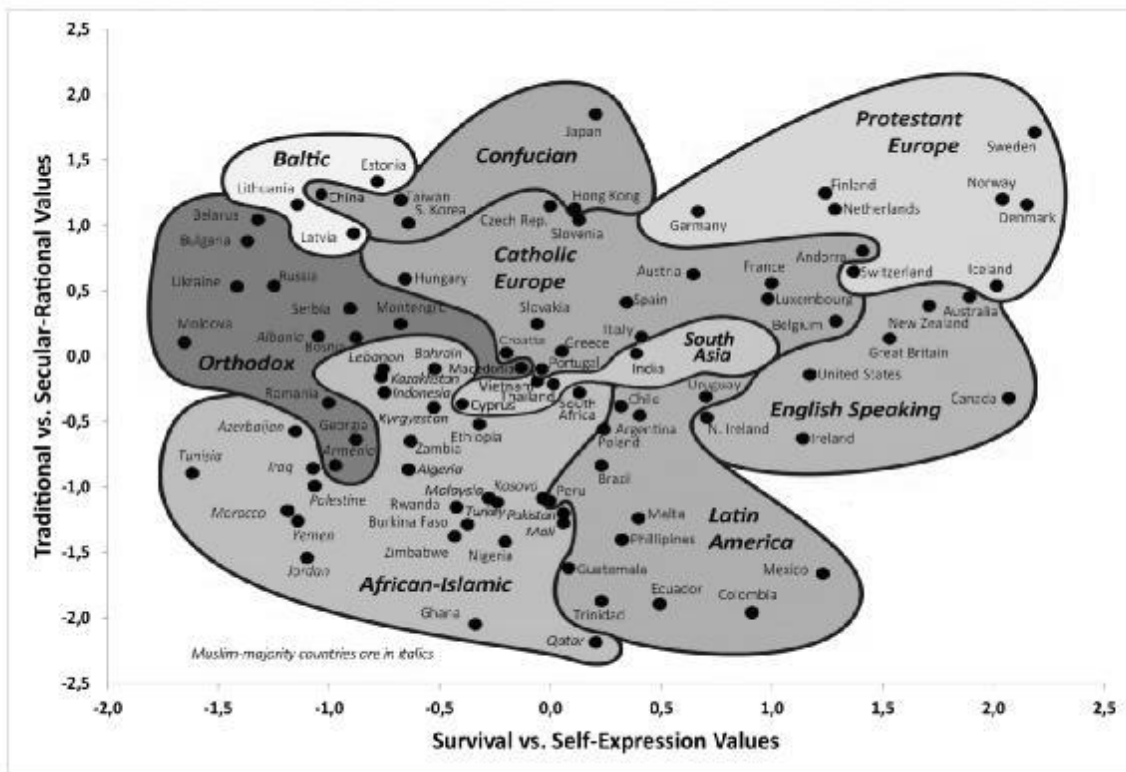 Traditional vs. Secular-Rational Values
2,5
2,0
1,5
1,0
0,5
0,0
-0,5
-1,0
-1,5
-2,0
-2,5
Protestant
Europe
Sweden
Japan
Baltic
Confucian
Estonia
Lithuania
China
Taiwan
S. Korea
Hong Kong
Czech Rep.
Slovenia
Finland
Netherlands
Norway
Denmark
Garmany
Belarus
Bulgaria
Latvia
Catholic
Europe
Andorra
Switzerland
Iceland
Ukraine
Russia
Hungary
Austria
France
Luxembourg
Australia
New Zealand
Serbia
Slovakia
Spain
Belgium
Great Britain
Moldova
Albania
Bosnia
Croatia
Greece
Italy
South
Asia
Orthodox
Lebanon
Bahrain
Macedonia
Portugal
India
United States
Kazakhstan
Indonesia
Vietnam
Thailand
Uruguay
Canada
Romania
Kyrgyzstan
Cyprus
South
Africa
Chile
Argentina
N. Ireland
English Speaking
Azerbaijan
Georgia
Armenia
Ethiopia
Zambia
Poland
Ireland
Tunisia
Iraq
Algeria
Brazil
Palestine
Malaysia
Kosovo
Peru
Morocco
Yemen
Rwanda
Turkey
Pakistan
Burkina Faso
Mali
Malta
Latin
America
Jordan
Zimbabwe
Nigeria
Phillipines
African-Islamic
Guatemala
Mexico
Ghana
Trinidad
Ecuador
Colombia
Qatar
Muslim-majority countries are in italics
-2,0 -1,5 -1,0 -0,5 0,0 0,5 1,0 1,5 2,0 2,5
Survival vs. Self-Expression Values